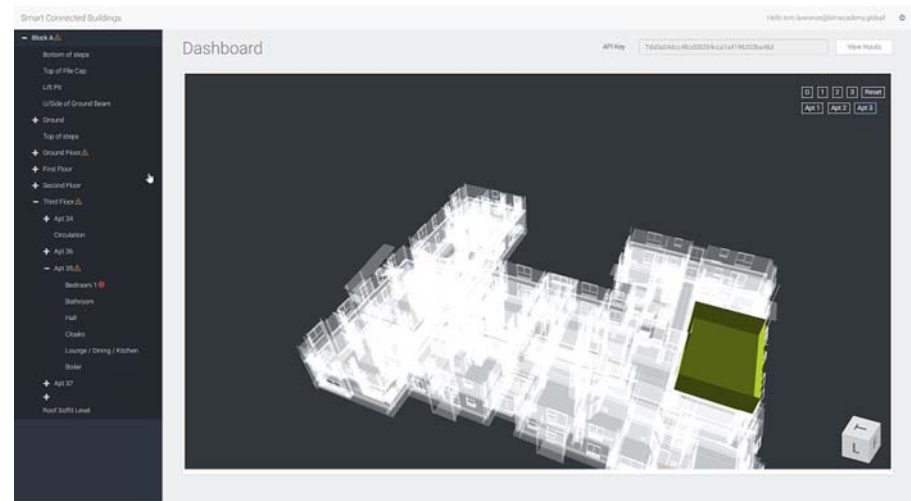 Smart Connected Buildings
Block A
Bottom of steps
Top of Pile Cap
Lift Pit
U/Side of Ground Beam
Ground
Top of steps
Ground Floor
First Floor
Second Floor
Third Floor
Apt 34
Circulation
Apt 36
Apt 35
Bedroom 1
Bathroom
Hall
Cloaks
Lounge / Dining / Kitchen
Boiler
Apt 37
Roof Soffit Level
Dashboard
API Key
View Inputs
0 1 2 3 Reset
Apt 1 Apt 2 Apt 3
L